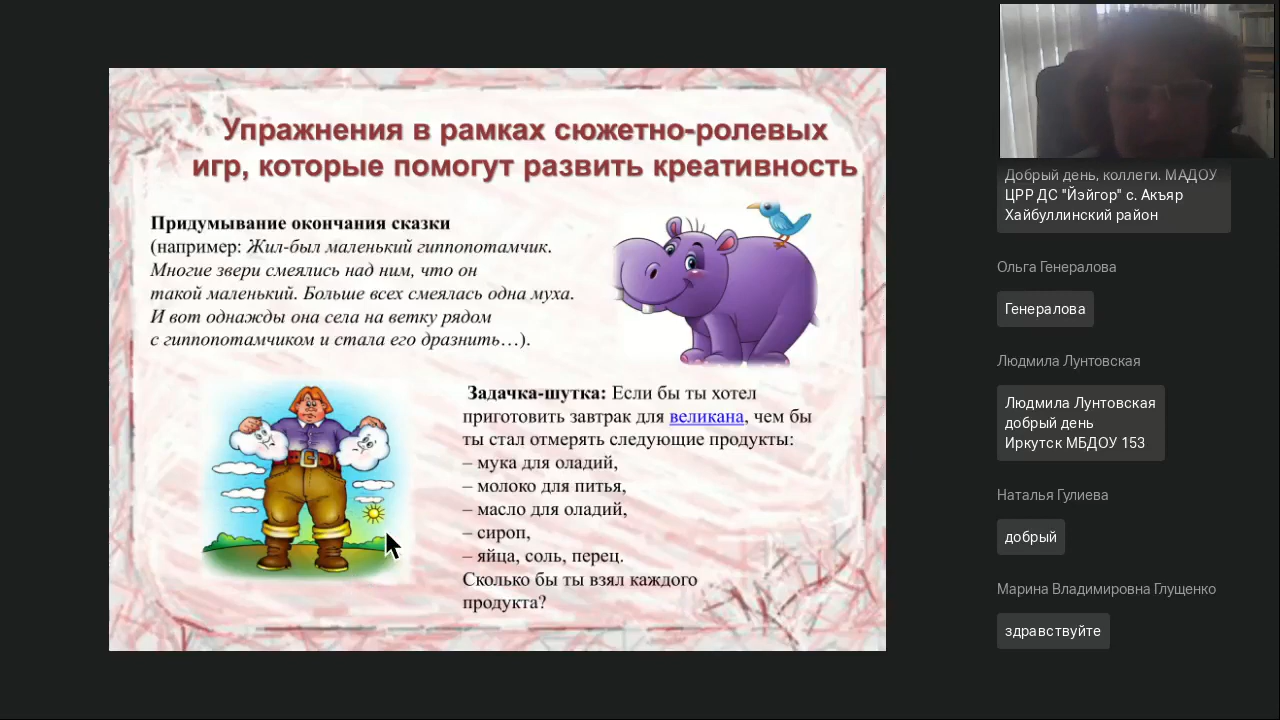 Упражнения в рамках сюжетно-ролевых
игр, которые помогут развить креативность
Придумывание окончания сказки
(например: Жил-был маленький гиппопотамчик.
Многие звери смеялись над ним, что он
такой маленький. Больше всех смеялась одна муха.
И вот однажды она села на ветку рядом
с гиппопотамчиком и стала его дразнить…).
Задачка-шутка: Если бы ты хотел
приготовить завтрак для великана, чем бы
ты стал отмерять следующие продукты:
– мука для оладий,
– молоко для питья,
– масло для оладий,
– сироп,
– яйца, соль, перец.
Сколько бы ты взял каждого
продукта?
Добрый день, коллеги. МАДОУ
ЦРР ДС "Йэйгор" с. Акъяр
Хайбуллинский район
Ольга Генералова
Генералова
Людмила Лунтовская
Людмила Лунтовская
добрый день
Иркутск МБДОУ 153
Наталья Гулиева
добрый
Марина Владимировна Глущенко
здравствуйте